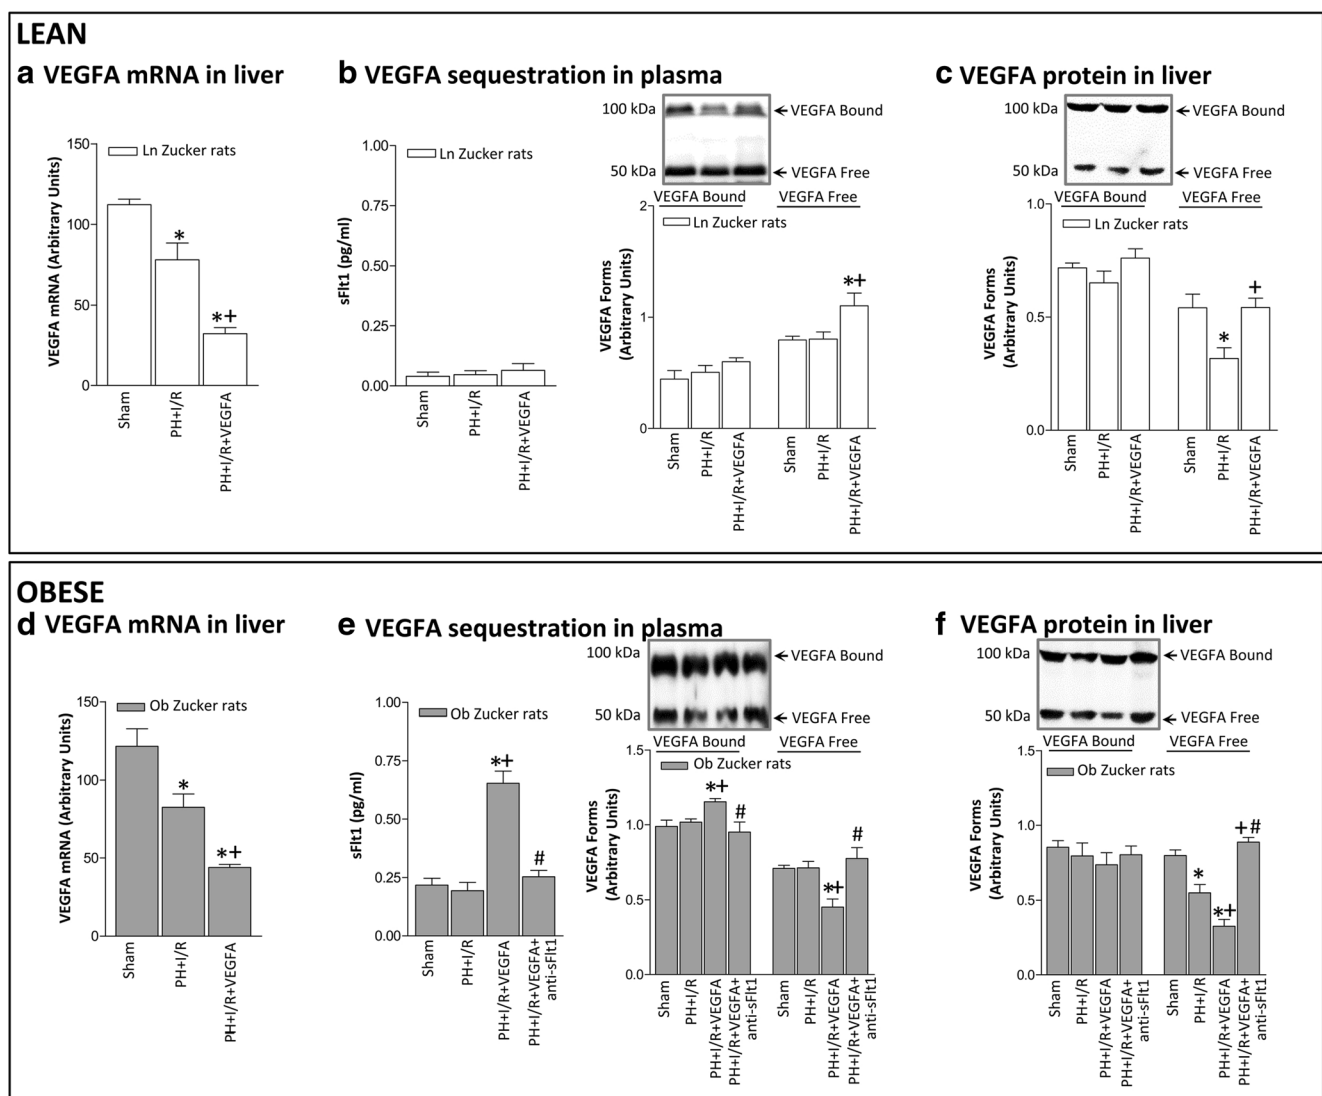 LEAN
a VEGFA mRNA in liver
VEGFA mRNA (Arbitrary Units)
150
100
50
0
Ln Zucker rats
*
*+
Sham
PH+I/R
PH+I/R+VEGFA
b VEGFA sequestration in plasma
sFlt1 (pg/ml)
1.00
0.75
0.50
0.25
0.00
Ln Zucker rats
Sham
PH+I/R
PH+I/R+VEGFA
100 kDa
VEGFA Bound
50 kDa
VEGFA Free
VEGFA Bound
VEGFA Free
VEGFA Forms
(Arbitrary Units)
2
1
0
Ln Zucker rats
*+
Sham
PH+I/R
PH+I/R+VEGFA
Sham
PH+I/R
PH+I/R+VEGFA
c VEGFA protein in liver
100 kDa
VEGFA Bound
50 kDa
VEGFA Free
VEGFA Bound
VEGFA Free
VEGFA Forms
(Arbitrary Units)
1.0
0.5
0.0
Ln Zucker rats
*
+
Sham
PH+I/R
PH+I/R+VEGFA
Sham
PH+I/R
PH+I/R+VEGFA
OBESE
d VEGFA mRNA in liver
VEGFA mRNA (Arbitrary Units)
150
100
50
0
Ob Zucker rats
*
*+
Sham
PH+I/R
PH+I/R+VEGFA
e VEGFA sequestration in plasma
sFlt1 (pg/ml)
1.00
0.75
0.50
0.25
0.00
Ob Zucker rats
*+
#
Sham
PH+I/R
PH+I/R+VEGFA
PH+I/R+VEGFA+
anti-sFlt1
100 kDa
VEGFA Bound
50 kDa
VEGFA Free
VEGFA Bound
VEGFA Free
VEGFA Forms
(Arbitrary Units)
1.5
1.0
0.5
0.0
Ob Zucker rats
*+
#
*+
#
Sham
PH+I/R
PH+I/R+VEGFA
PH+I/R+VEGFA+
anti-sFlt1
Sham
PH+I/R
PH+I/R+VEGFA
PH+I/R+VEGFA+
anti-sFlt1
f VEGFA protein in liver
100 kDa
VEGFA Bound
50 kDa
VEGFA Free
VEGFA Bound
VEGFA Free
VEGFA Forms
(Arbitrary Units)
1.5
1.0
0.5
0.0
Ob Zucker rats
*
*+
+#
Sham
PH+I/R
PH+I/R+VEGFA
PH+I/R+VEGFA+
anti-sFlt1
Sham
PH+I/R
PH+I/R+VEGFA
PH+I/R+VEGFA+
anti-sFlt1